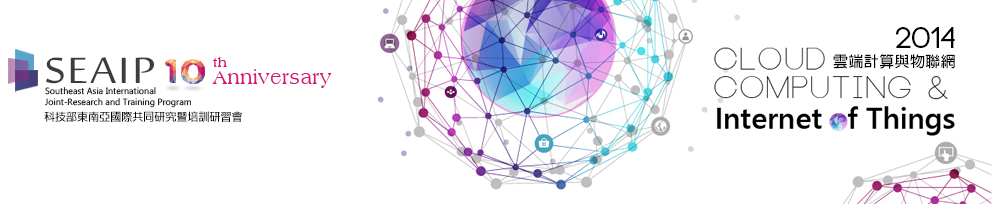 SEAIP 10th Anniversary
Southeast Asia International
Joint-Research and Training Program
科技部東南亞國際共同研究暨培訓研習會
2014
CLOUD 雲端計算與物聯網
COMPUTING &
Internet of Things